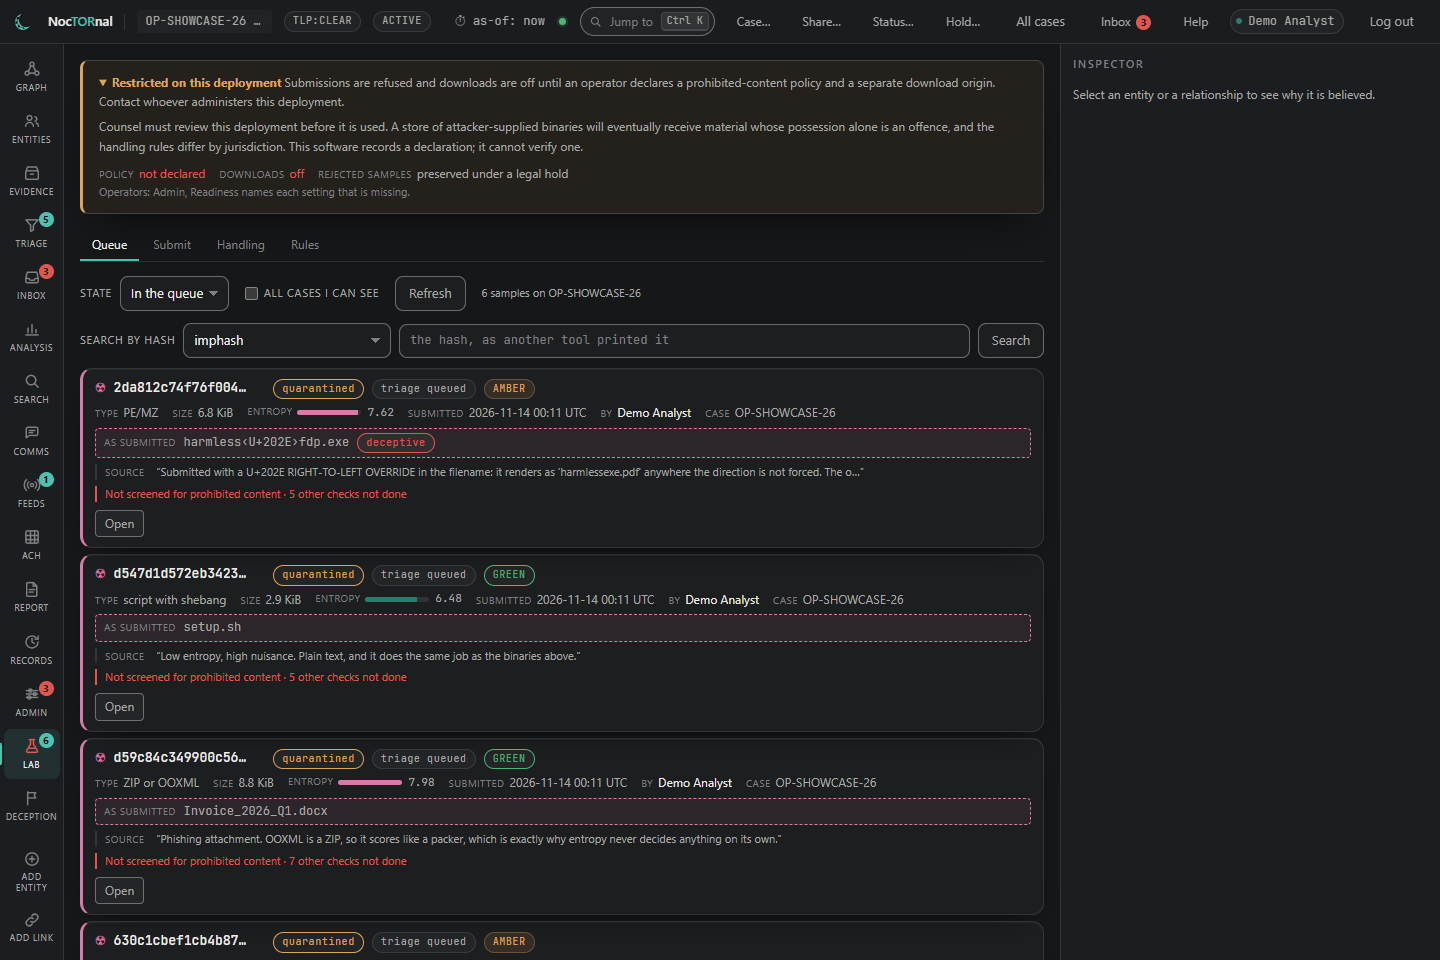 NocTORnal
OP-SHOWCASE-26 …
TLP:CLEAR
ACTIVE
as-of: now
Jump to
Ctrl K
Case...
Share...
Status...
Hold...
All cases
Inbox 3
Help
Demo Analyst
Log out
GRAPH
ENTITIES
EVIDENCE
5
TRIAGE
3
INBOX
ANALYSIS
SEARCH
COMMS
1
FEEDS
ACH
REPORT
RECORDS
3
ADMIN
6
LAB
DECEPTION
ADD
ENTITY
ADD LINK
▼ Restricted on this deployment Submissions are refused and downloads are off until an operator declares a prohibited-content policy and a separate download origin.
Contact whoever administers this deployment.
Counsel must review this deployment before it is used. A store of attacker-supplied binaries will eventually receive material whose possession alone is an offence, and the
handling rules differ by jurisdiction. This software records a declaration; it cannot verify one.
POLICY not declared DOWNLOADS off REJECTED SAMPLES preserved under a legal hold
Operators: Admin, Readiness names each setting that is missing.
Queue Submit Handling Rules
STATE In the queue ALL CASES I CAN SEE Refresh 6 samples on OP-SHOWCASE-26
SEARCH BY HASH imphash the hash, as another tool printed it Search
2da812c74f76f004… quarantined triage queued AMBER
TYPE PE/MZ SIZE 6.8 KiB ENTROPY 7.62 SUBMITTED 2026-11-14 00:11 UTC BY Demo Analyst CASE OP-SHOWCASE-26
AS SUBMITTED harmless‹U+202E›fdp.exe deceptive
SOURCE "Submitted with a U+202E RIGHT-TO-LEFT OVERRIDE in the filename: it renders as 'harmlessexe.pdf' anywhere the direction is not forced. The o…"
Not screened for prohibited content · 5 other checks not done
Open
d547d1d572eb3423… quarantined triage queued GREEN
TYPE script with shebang SIZE 2.9 KiB ENTROPY 6.48 SUBMITTED 2026-11-14 00:11 UTC BY Demo Analyst CASE OP-SHOWCASE-26
AS SUBMITTED setup.sh
SOURCE "Low entropy, high nuisance. Plain text, and it does the same job as the binaries above."
Not screened for prohibited content · 5 other checks not done
Open
d59c84c349900c56… quarantined triage queued GREEN
TYPE ZIP or OOXML SIZE 8.8 KiB ENTROPY 7.98 SUBMITTED 2026-11-14 00:11 UTC BY Demo Analyst CASE OP-SHOWCASE-26
AS SUBMITTED Invoice_2026_Q1.docx
SOURCE "Phishing attachment. OOXML is a ZIP, so it scores like a packer, which is exactly why entropy never decides anything on its own."
Not screened for prohibited content · 7 other checks not done
Open
630c1cbef1cb4b87… quarantined triage queued AMBER
INSPECTOR
Select an entity or a relationship to see why it is believed.